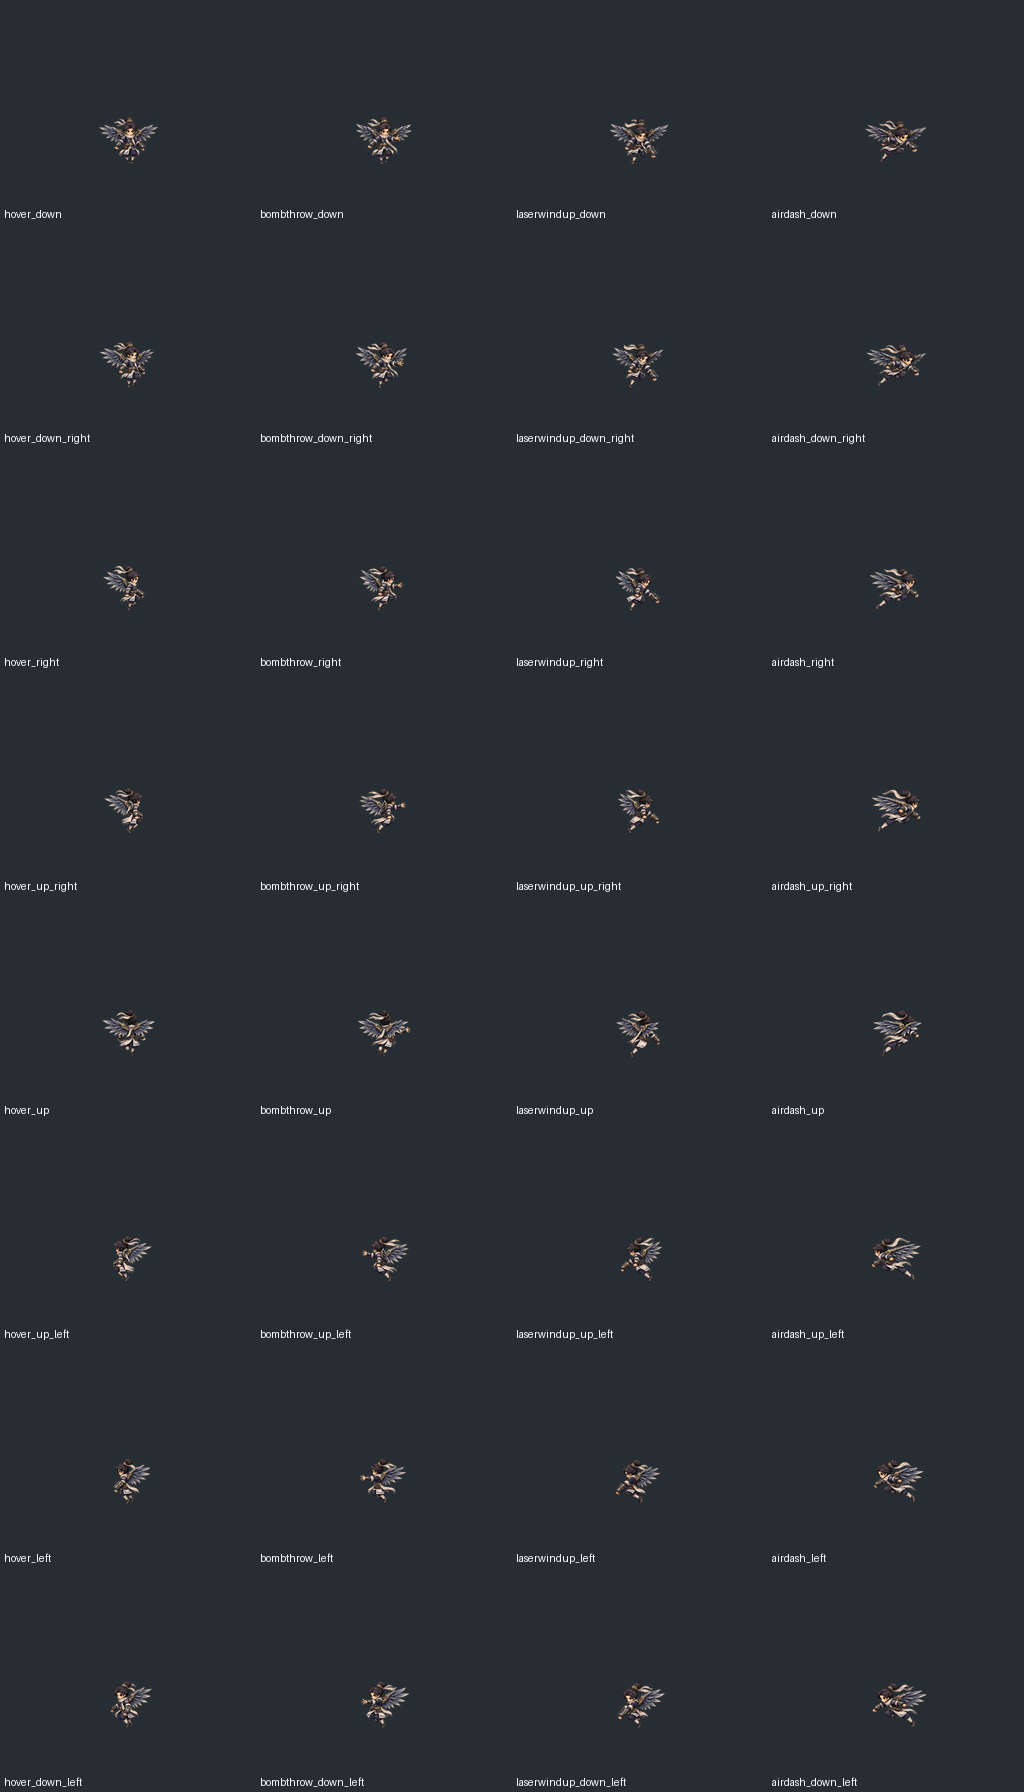 hover_down
bombthrow_down
laserwindup_down
airdash_down
hover_down_right
bombthrow_down_right
laserwindup_down_right
airdash_down_right
hover_right
bombthrow_right
laserwindup_right
airdash_right
hover_up_right
bombthrow_up_right
laserwindup_up_right
airdash_up_right
hover_up
bombthrow_up
laserwindup_up
airdash_up
hover_up_left
bombthrow_up_left
laserwindup_up_left
airdash_up_left
hover_left
bombthrow_left
laserwindup_left
airdash_left
hover_down_left
bombthrow_down_left
laserwindup_down_left
airdash_down_left